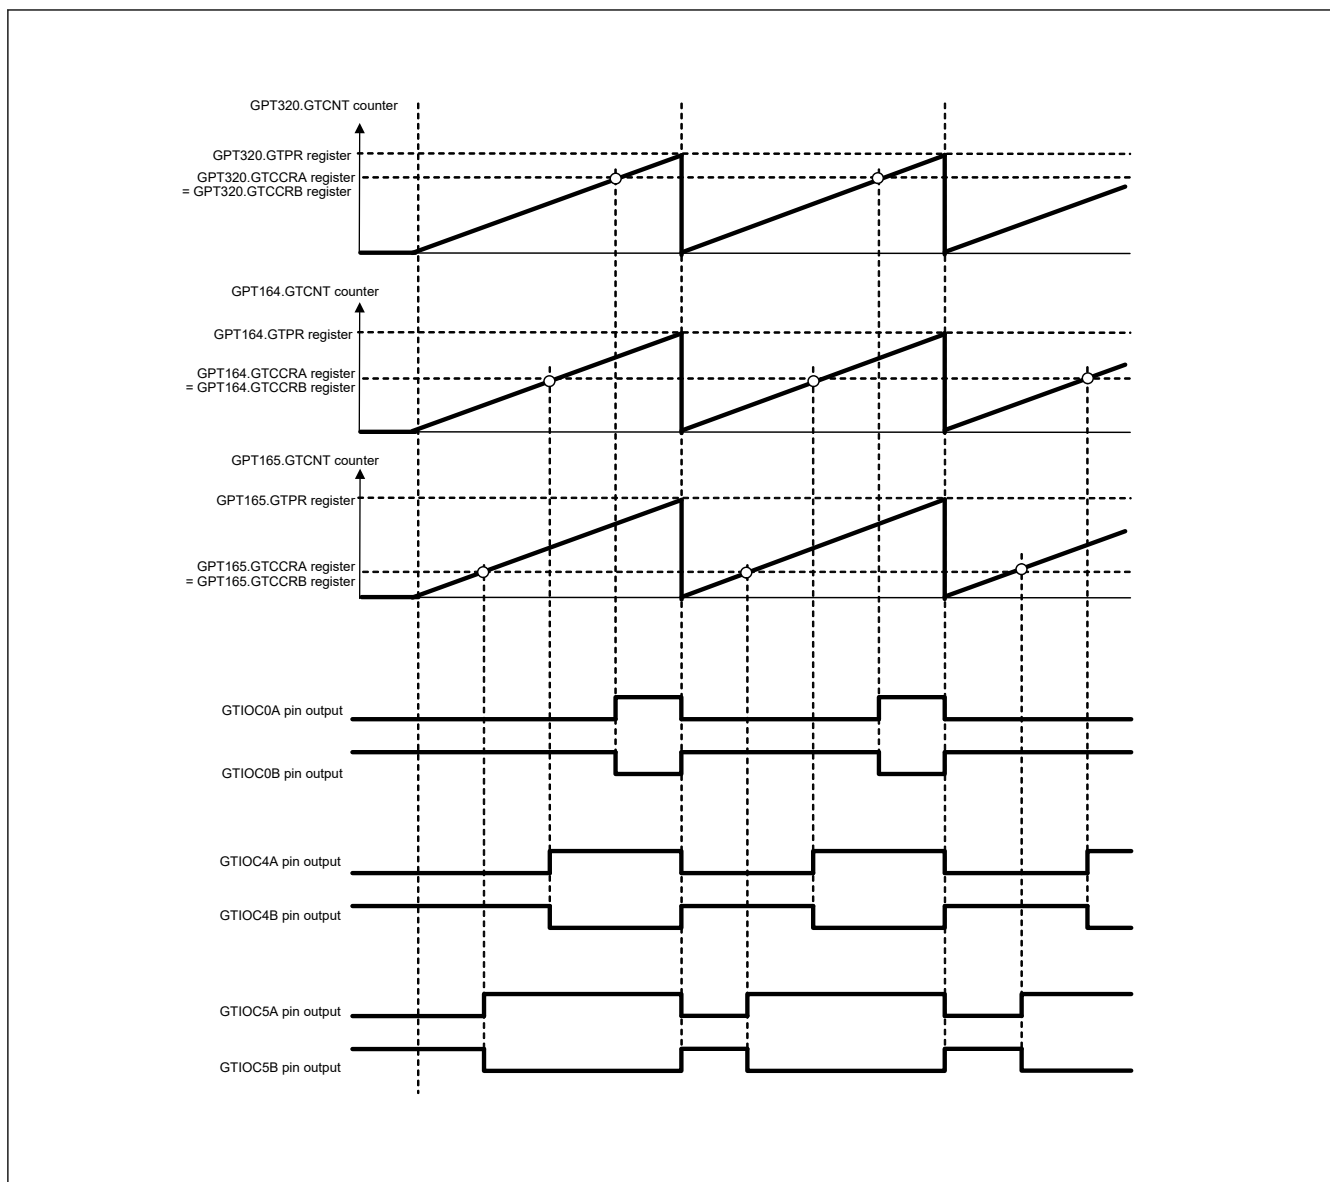 GPT320.GTCNT counter
GPT320.GTPR register
GPT320.GTCCRA register
= GPT320.GTCCRB register
GPT164.GTCNT counter
GPT164.GTPR register
GPT164.GTCCRA register
= GPT164.GTCCRB register
GPT165.GTCNT counter
GPT165.GTPR register
GPT165.GTCCRA register
= GPT165.GTCCRB register
GTIOC0A pin output
GTIOC0B pin output
GTIOC4A pin output
GTIOC4B pin output
GTIOC5A pin output
GTIOC5B pin output